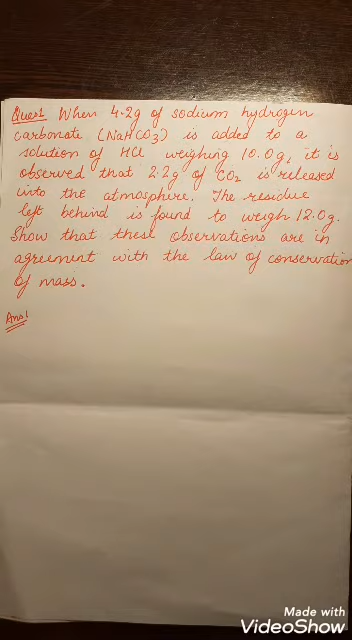 Ques1 When 4.2g of sodium hydrogen
carbonate (NaHCO3) is added to a
solution of HCl weighing 10.0g, it is
observed that 2.2g of CO2 is released
into the atmosphere. The residue
left behind is found to weigh 12.0g.
Show that these observations are in
agreement with the law of conservation
of mass.
Ans!
Made with
VideoShow